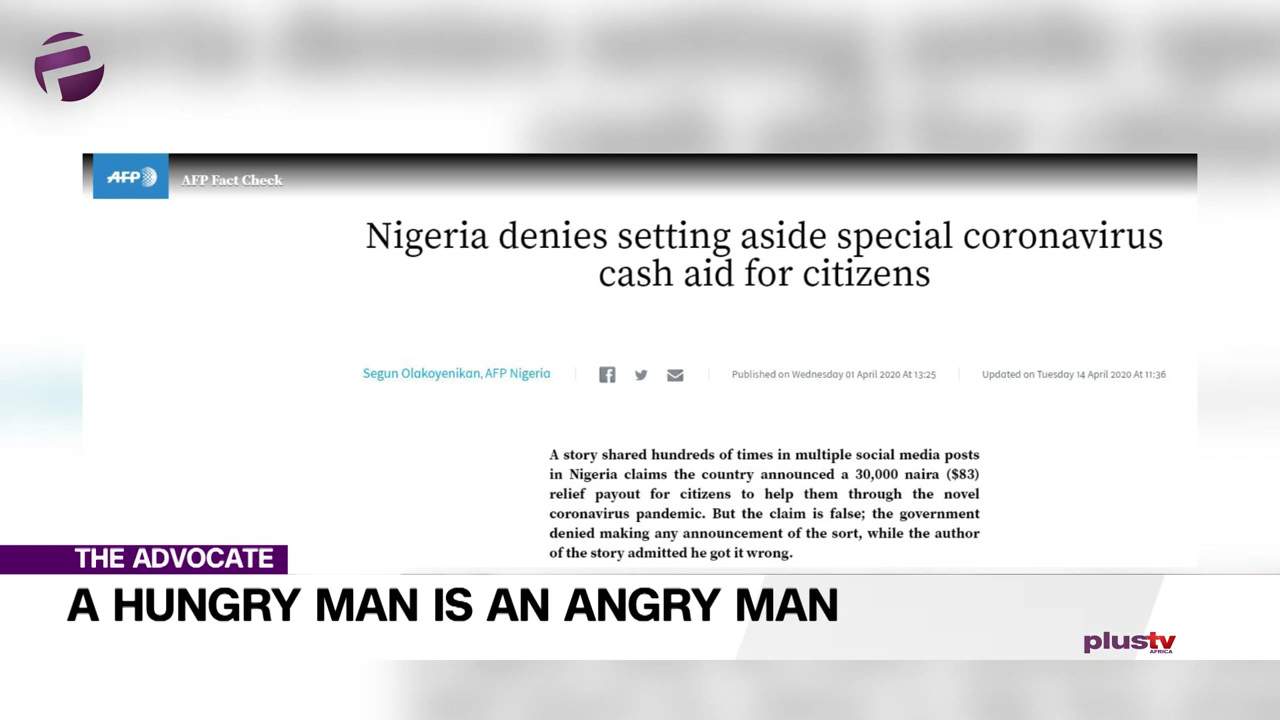 AFP
AFP Fact Check
Nigeria denies setting aside special coronavirus
cash aid for citizens
Segun Olakoyenikan, AFP Nigeria
Published on Wednesday 01 April 2020 At 13:25
Updated on Tuesday 14 April 2020 At 11:36
A story shared hundreds of times in multiple social media posts
in Nigeria claims the country announced a 30,000 naira ($83)
relief payout for citizens to help them through the novel
coronavirus pandemic. But the claim is false; the government
denied making any announcement of the sort, while the author
of the story admitted he got it wrong.
THE ADVOCATE
A HUNGRY MAN IS AN ANGRY MAN
plustv
AFRICA